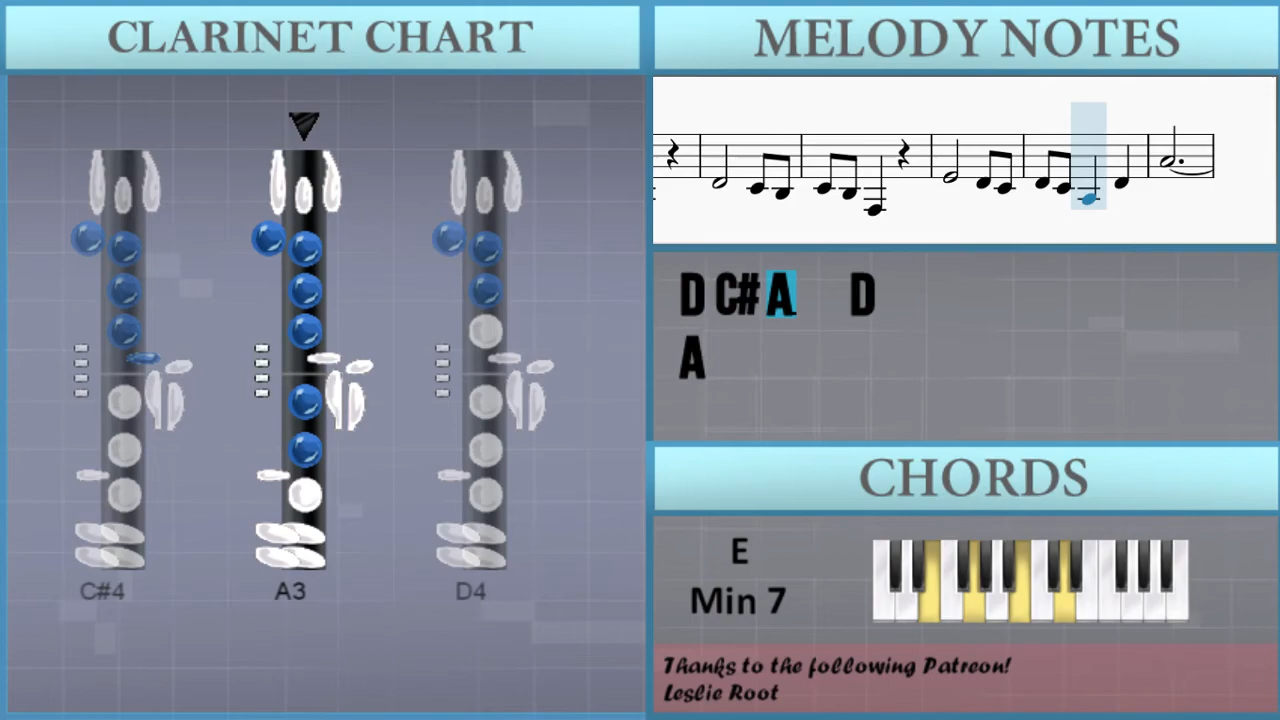 CLARINET CHART
C#4 A3 D4
MELODY NOTES
D C# A D
A
CHORDS
E
Min 7
Thanks to the following Patreon!
Leslie Root